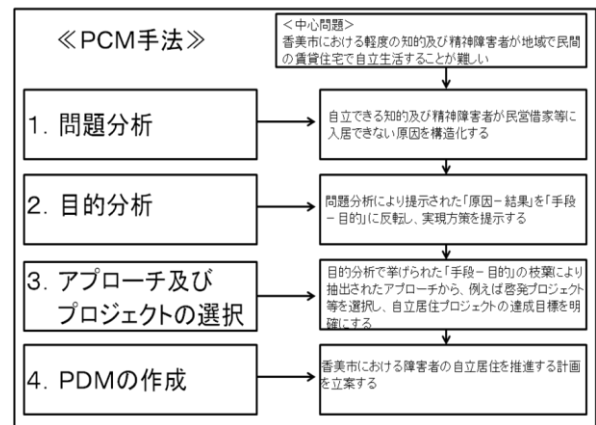 ≪PCM手法≫
＜中心問題＞
香美市における軽度の知的及び精神障害者が地域で民間
の賃貸住宅で自立生活することが難しい
1. 問題分析
自立できる知的及び精神障害者が民営借家等に
入居できない原因を構造化する
2. 目的分析
問題分析により提示された「原因－結果」を「手段
－目的」に反転し、実現方策を提示する
3. アプローチ及び
プロジェクトの選択
目的分析で挙げられた「手段－目的」の枝葉により
抽出されたアプローチから、例えば啓発プロジェクト
等を選択し、自立居住プロジェクトの達成目標を明
確にする
4. PDMの作成
香美市における障害者の自立居住を推進する計画
を立案する